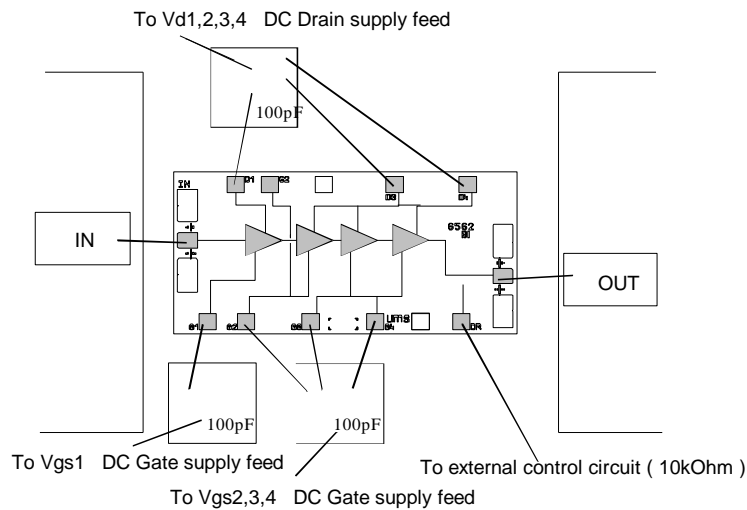 To Vd1,2,3,4 DC Drain supply feed
100pF
IN
D1
G2
D3
D4
6562
IN
OUT
G1
G2
G3
ums
G4
DR
100pF
100pF
To Vgs1 DC Gate supply feed
To external control circuit ( 10kOhm )
To Vgs2,3,4 DC Gate supply feed